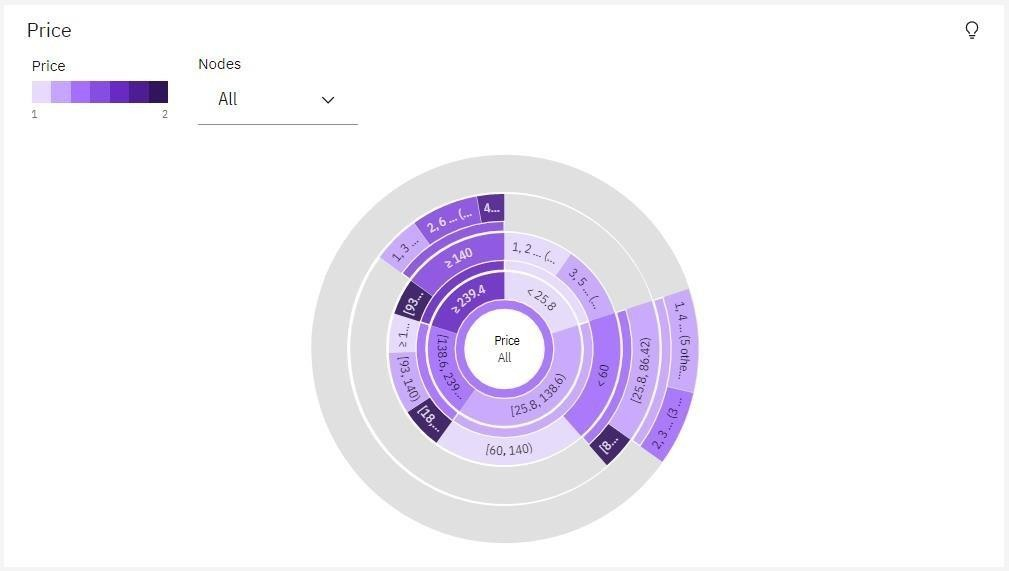 Price
Price
1
2
Nodes
All
4...
2, 6 ... (...
1, 3 ...
≥ 140
1, 2 ... (...
3, 5 ... (...
[93...
≥ 239.4
< 25.8
1, 4 ... (5 othe...
≥ 1...
[138.6, 239...
Price
All
< 60
[25.8, 86.42)
[93, 140)
[25.8, 138.6)
2, 3 ... (3 ...
[18,...
[60, 140)
[8...